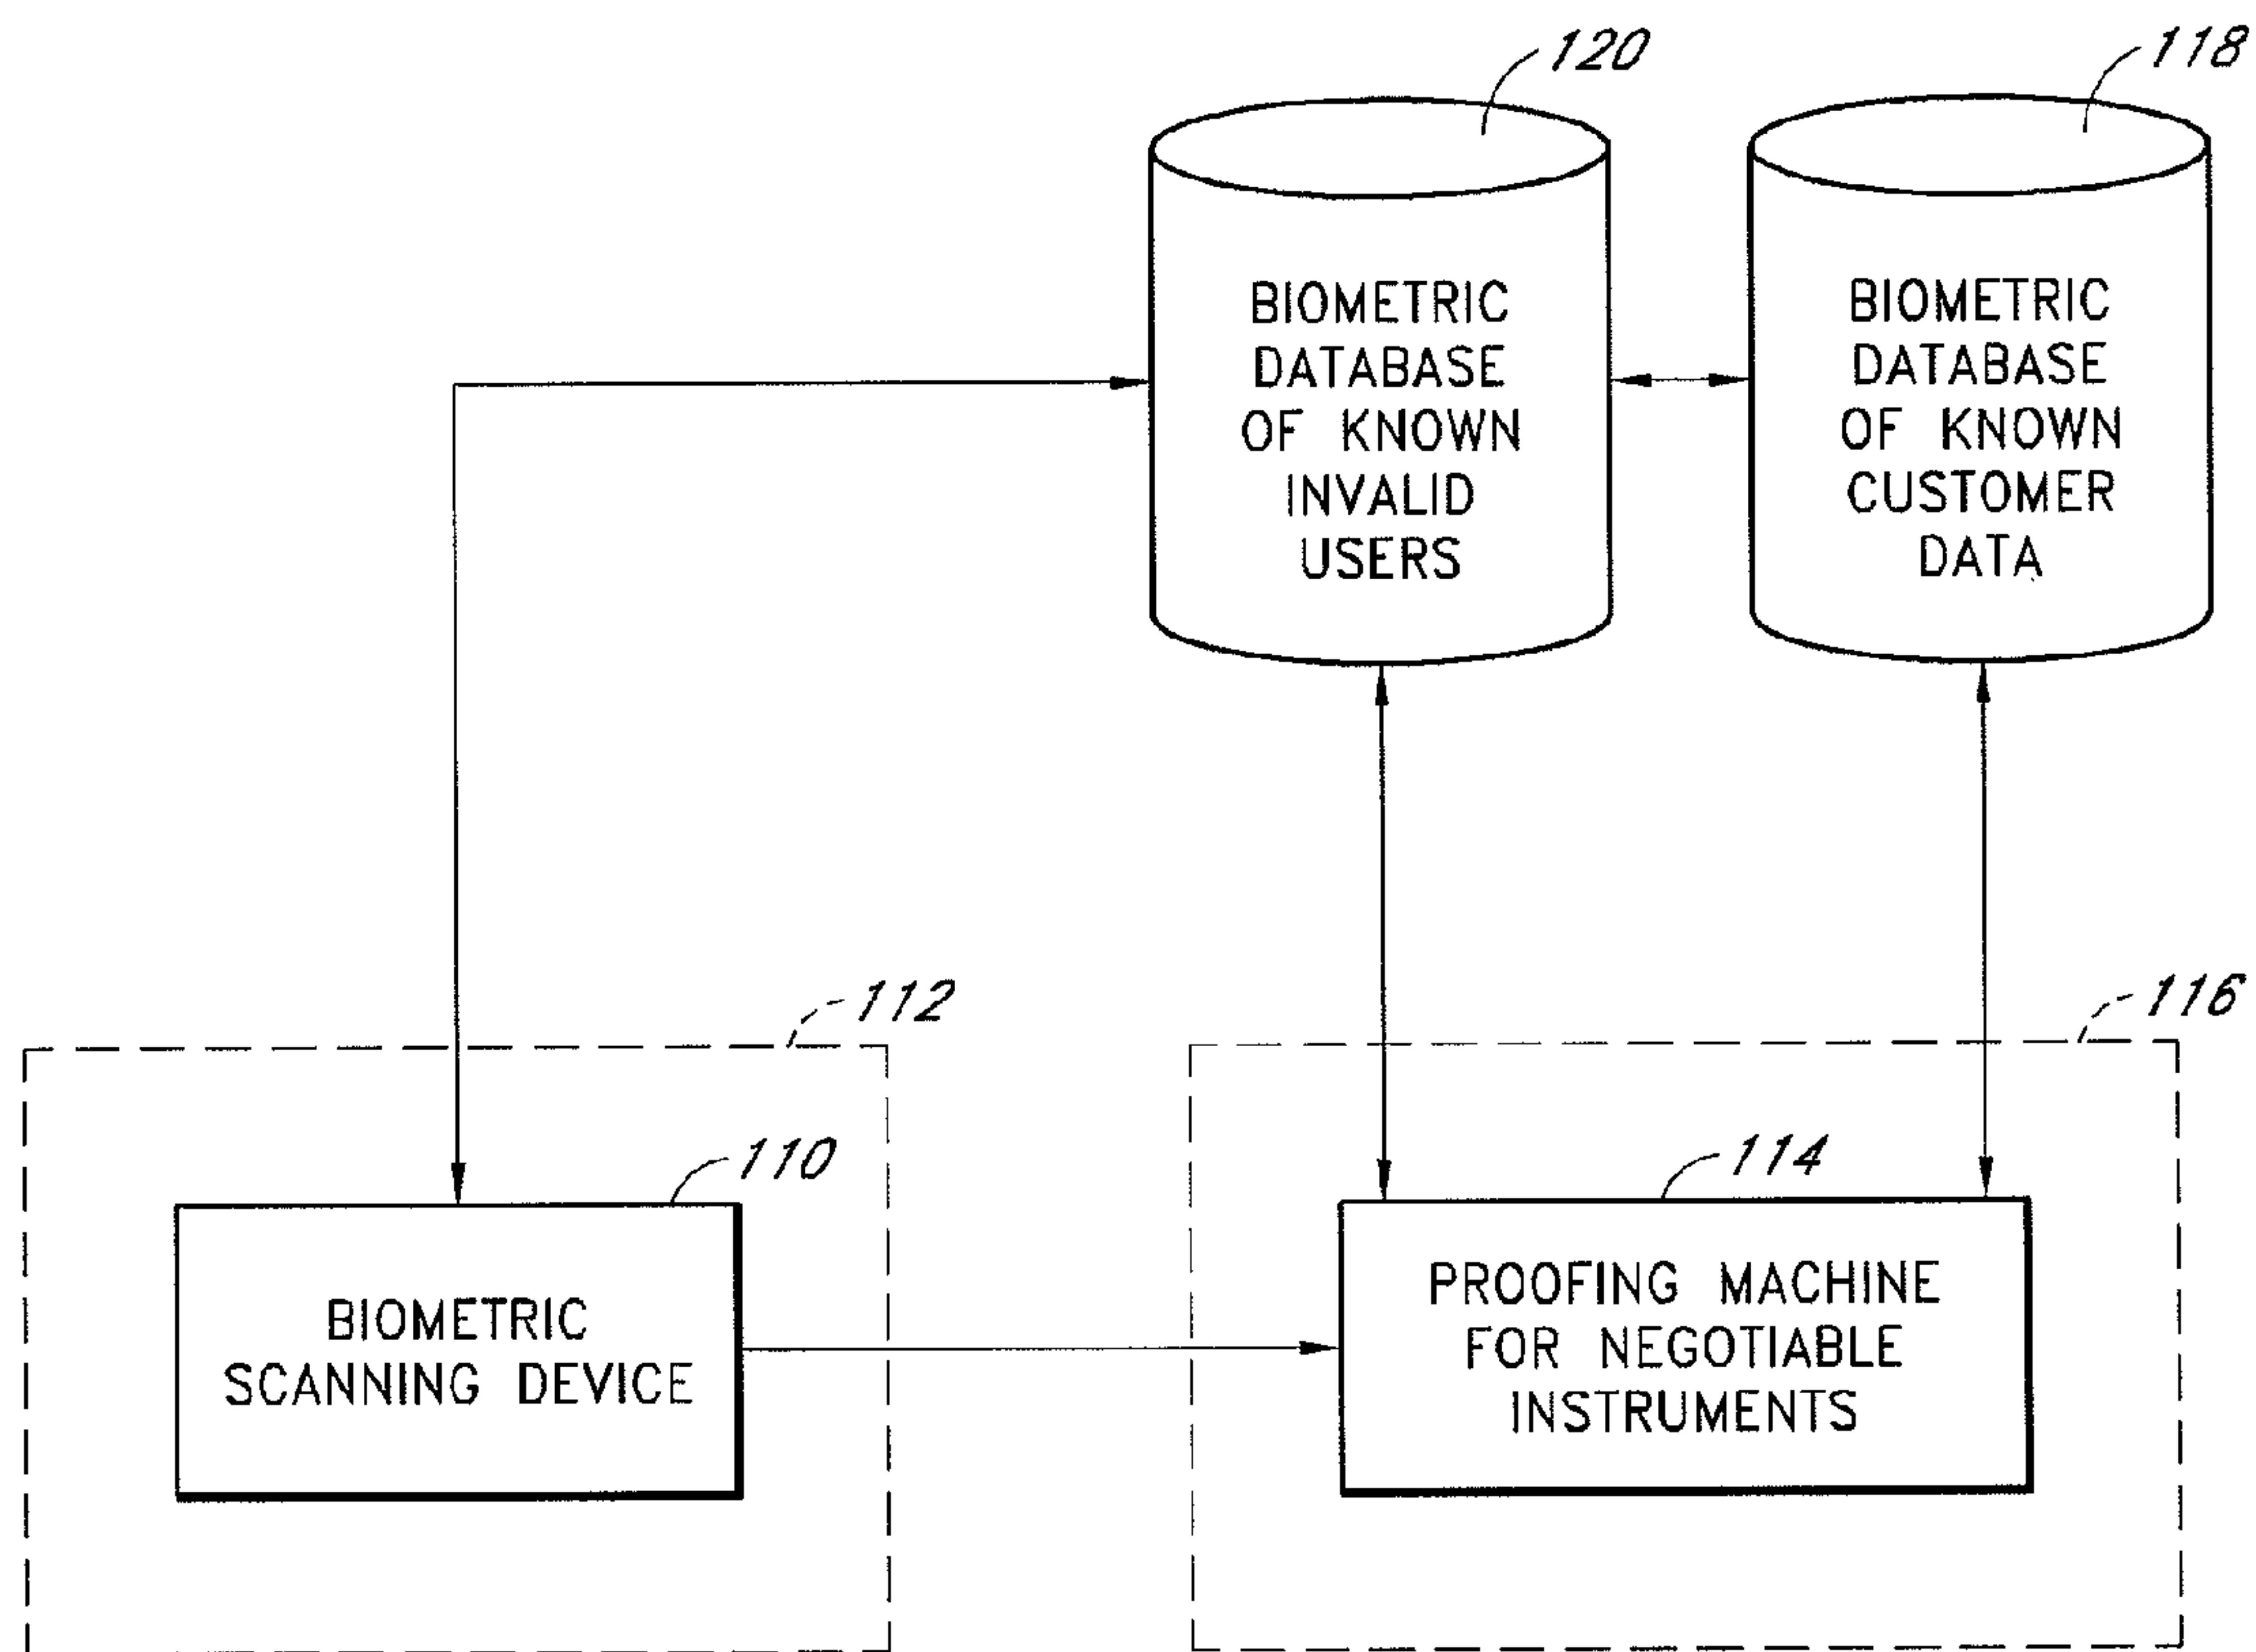 120
118
BIOMETRIC
DATABASE
OF KNOWN
INVALID
USERS
BIOMETRIC
DATABASE
OF KNOWN
CUSTOMER
DATA
112
116
110
114
BIOMETRIC
SCANNING DEVICE
PROOFING MACHINE
FOR NEGOTIABLE
INSTRUMENTS